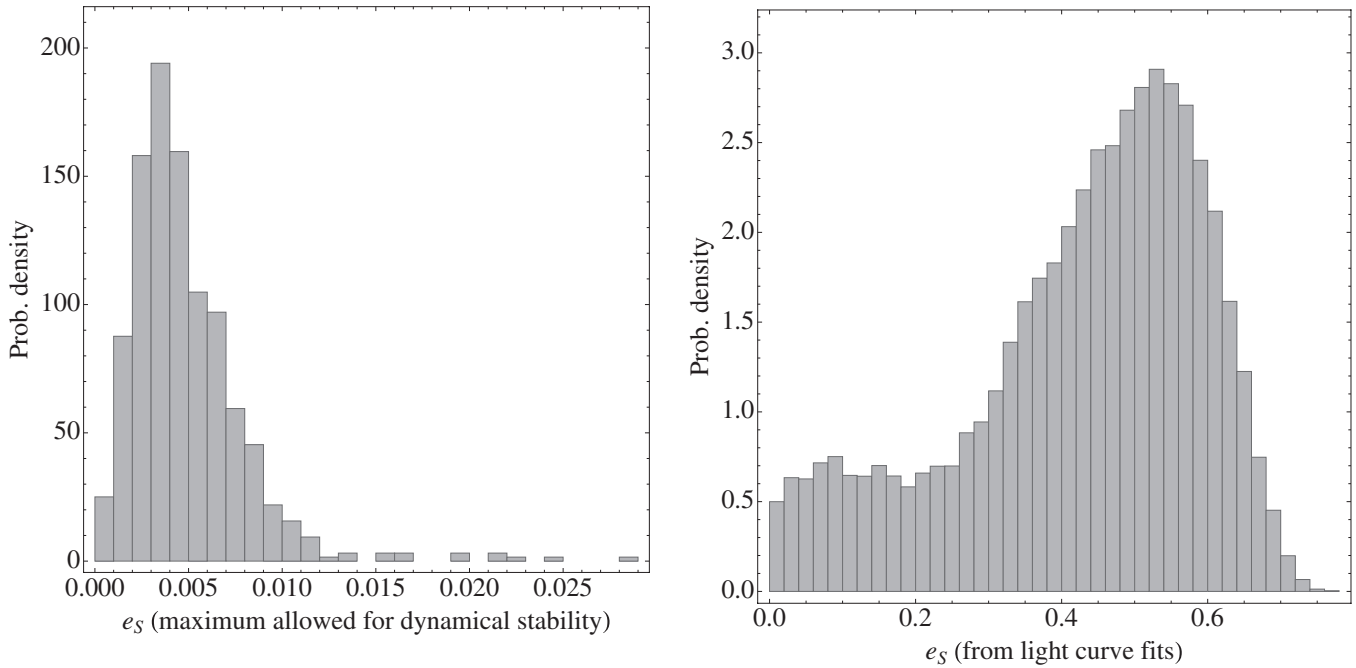 200
150
100
50
0
0.000 0.005 0.010 0.015 0.020 0.025
Prob. density
e_S (maximum allowed for dynamical stability)
3.0
2.5
2.0
1.5
1.0
0.5
0.0
0.0 0.2 0.4 0.6
Prob. density
e_S (from light curve fits)